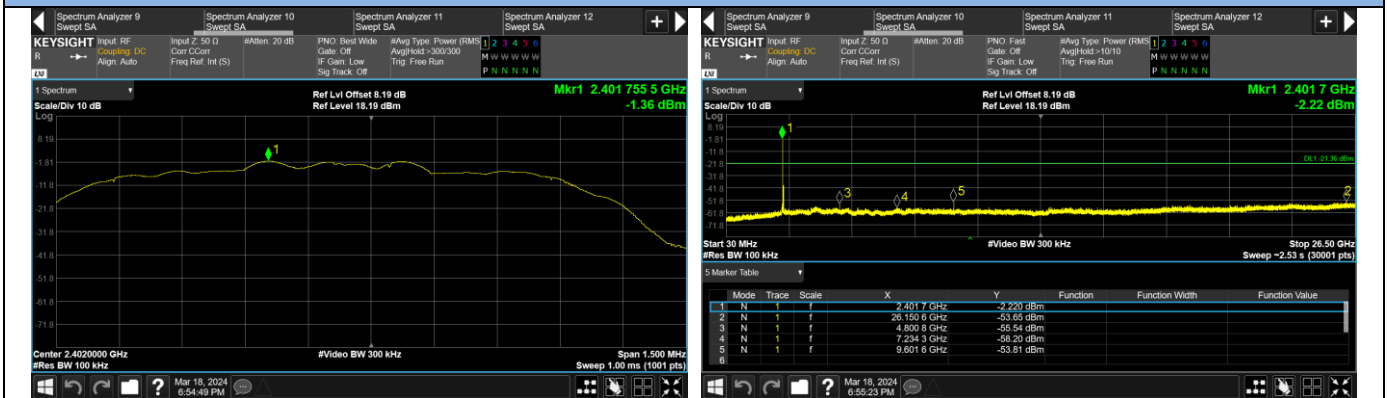 Spectrum Analyzer 9 Spectrum Analyzer 10 Spectrum Analyzer 11 Spectrum Analyzer 12
Swept SA Swept SA Swept SA Swept SA
KEYSIGHT Input: RF Input Z: 50 Ω #Atten: 20 dB PNO: Best Wide #Avg Type: Power (RMS 1 2 3 4 5 6
R Coupling: DC Corr CCorr Gate: Off Avg|Hold >300/300 M W W W W W
Align: Auto Freq Ref: Int (S) IF Gain: Low Trig: Free Run
Sig Track: Off P N N N N N
LXI
1 Spectrum Ref Lvl Offset 8.19 dB Mkr1 2.401 755 5 GHz
Scale/Div 10 dB Ref Level 18.19 dBm -1.36 dBm
Log
8.19
1
-1.81
-11.8
-21.8
-31.8
-41.8
-51.8
-61.8
-71.8
Center 2.4020000 GHz #Video BW 300 kHz Span 1.500 MHz
#Res BW 100 kHz Sweep 1.00 ms (1001 pts)
Mar 18, 2024
6:54:49 PM
Spectrum Analyzer 9 Spectrum Analyzer 10 Spectrum Analyzer 11 Spectrum Analyzer 12
Swept SA Swept SA Swept SA Swept SA
KEYSIGHT Input: RF Input Z: 50 Ω #Atten: 20 dB PNO: Fast #Avg Type: Power (RMS 1 2 3 4 5 6
R Coupling: DC Corr CCorr Gate: Off Avg|Hold >10/10 M W W W W W
Align: Auto Freq Ref: Int (S) IF Gain: Low Trig: Free Run
Sig Track: Off P N N N N N
LXI
1 Spectrum Ref Lvl Offset 8.19 dB Mkr1 2.401 7 GHz
Scale/Div 10 dB Ref Level 18.19 dBm -2.22 dBm
Log
8.19
1
-1.81
-11.8
DL1 -21.36 dBm
-21.8
-31.8
-41.8
3 4 5 2
-51.8
-61.8
-71.8
Start 30 MHz #Video BW 300 kHz Stop 26.50 GHz
#Res BW 100 kHz Sweep ~2.53 s (30001 pts)
5 Marker Table
Mode Trace Scale X Y Function Function Width Function Value
1 N 1 f 2.401 7 GHz -2.220 dBm
2 N 1 f 26.150 6 GHz -53.65 dBm
3 N 1 f 4.800 8 GHz -55.54 dBm
4 N 1 f 7.234 3 GHz -58.20 dBm
5 N 1 f 9.601 6 GHz -53.81 dBm
6
Mar 18, 2024
6:55:23 PM